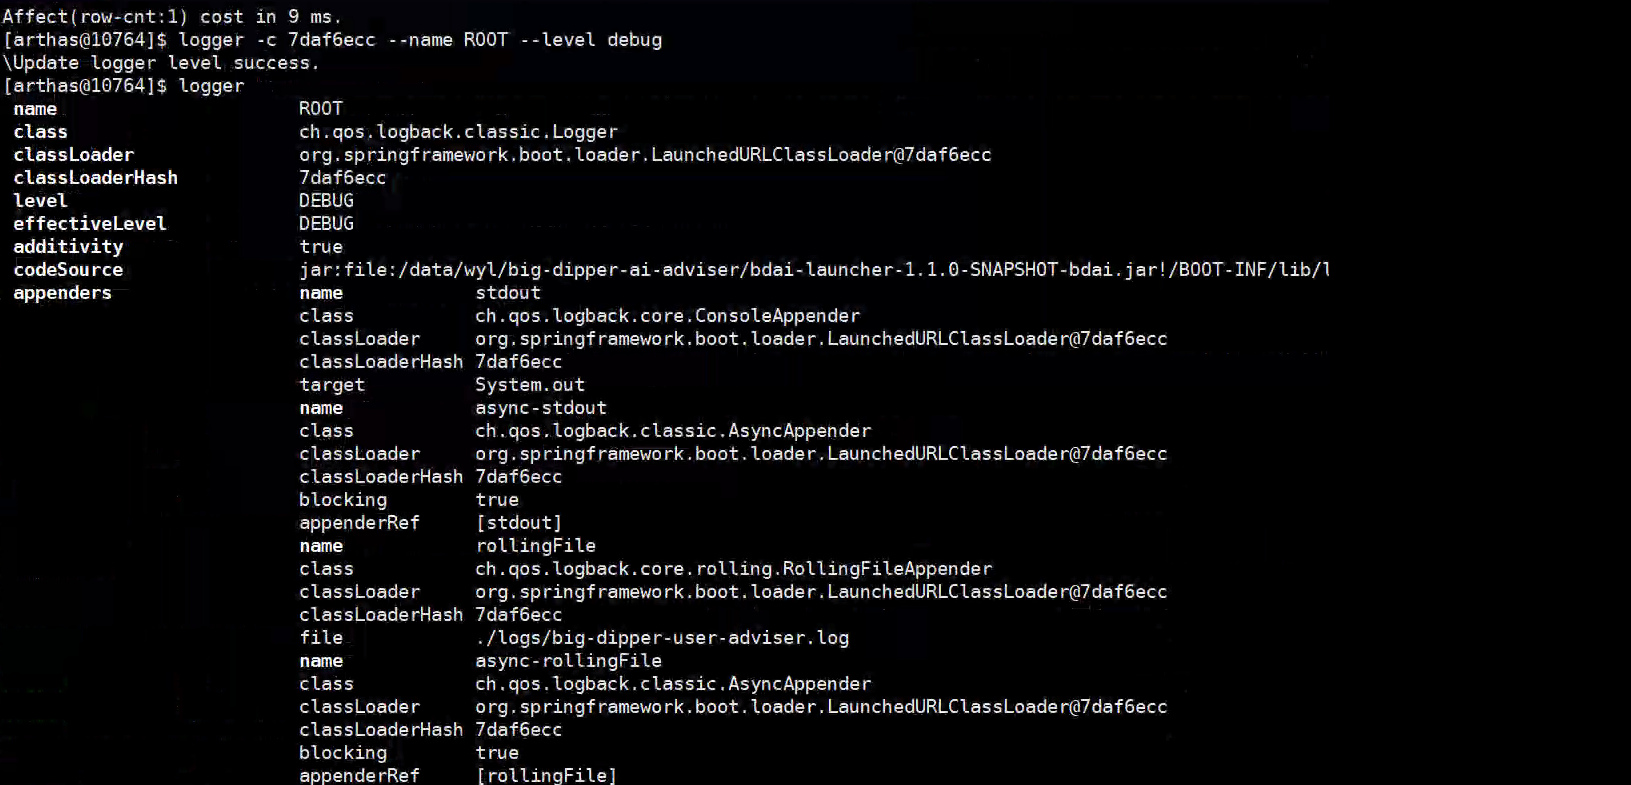 Affect(row-cnt:1) cost in 9 ms.
[arthas@10764]$ logger -c 7daf6ecc --name ROOT --level debug
\Update logger level success.
[arthas@10764]$ logger
name ROOT
class ch.qos.logback.classic.Logger
classLoader org.springframework.boot.loader.LaunchedURLClassLoader@7daf6ecc
classLoaderHash 7daf6ecc
level DEBUG
effectiveLevel DEBUG
additivity true
codeSource jar:file:/data/wyl/big-dipper-ai-adviser/bdai-launcher-1.1.0-SNAPSHOT-bdai.jar!/BOOT-INF/lib/l
appenders name stdout
class ch.qos.logback.core.ConsoleAppender
classLoader org.springframework.boot.loader.LaunchedURLClassLoader@7daf6ecc
classLoaderHash 7daf6ecc
target System.out
name async-stdout
class ch.qos.logback.classic.AsyncAppender
classLoader org.springframework.boot.loader.LaunchedURLClassLoader@7daf6ecc
classLoaderHash 7daf6ecc
blocking true
appenderRef [stdout]
name rollingFile
class ch.qos.logback.core.rolling.RollingFileAppender
classLoader org.springframework.boot.loader.LaunchedURLClassLoader@7daf6ecc
classLoaderHash 7daf6ecc
file ./logs/big-dipper-user-adviser.log
name async-rollingFile
class ch.qos.logback.classic.AsyncAppender
classLoader org.springframework.boot.loader.LaunchedURLClassLoader@7daf6ecc
classLoaderHash 7daf6ecc
blocking true
appenderRef [rollingFile]